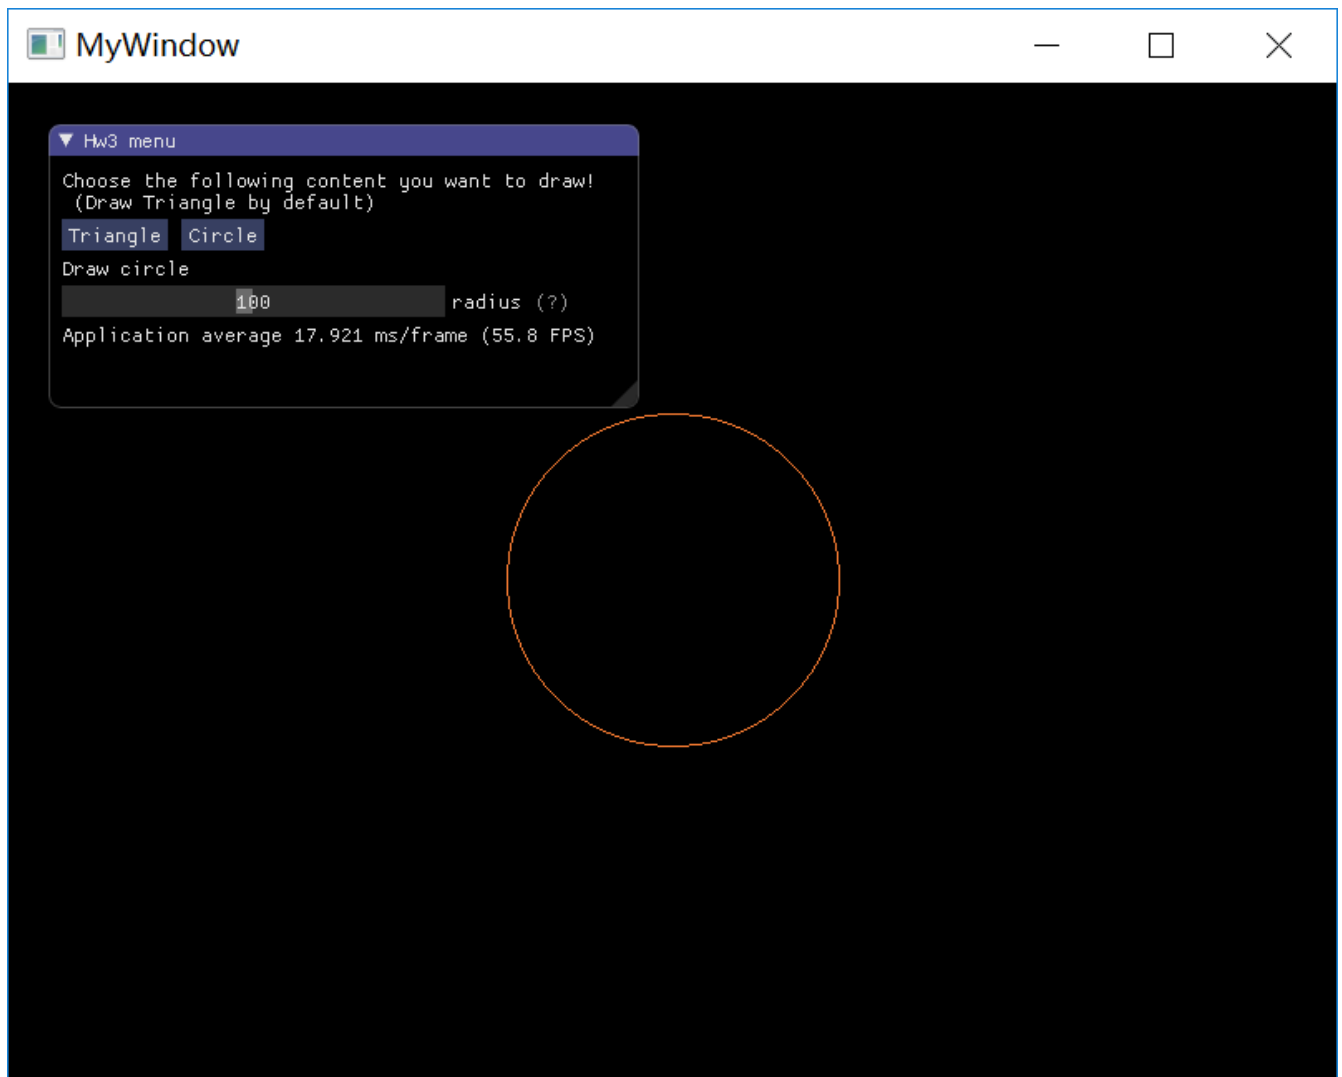 MyWindow
Hw3 menu
Choose the following content you want to draw!
(Draw Triangle by default)
Triangle Circle
Draw circle
100 radius (?)
Application average 17.921 ms/frame (55.8 FPS)